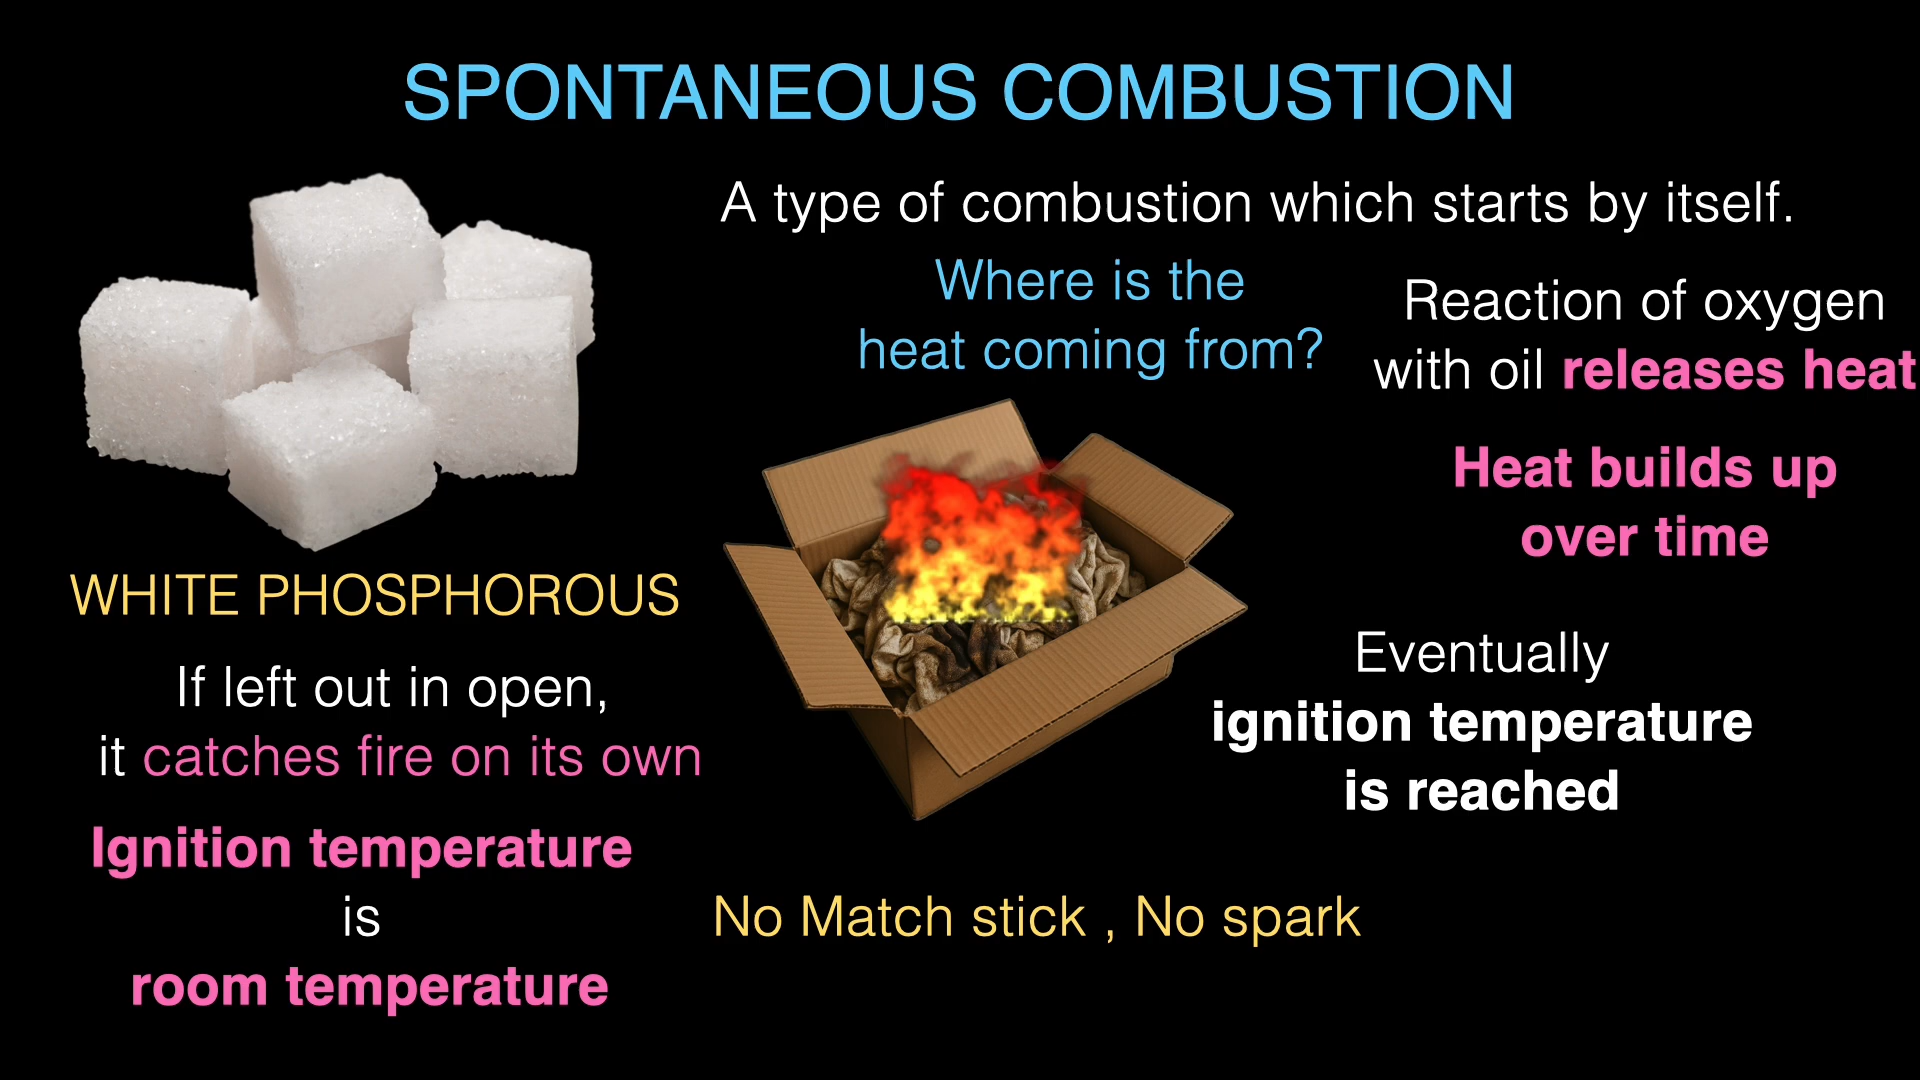 SPONTANEOUS COMBUSTION
A type of combustion which starts by itself.
Where is the
heat coming from?
Reaction of oxygen
with oil releases heat
Heat builds up
over time
Eventually
ignition temperature
is reached
WHITE PHOSPHOROUS
If left out in open,
it catches fire on its own
Ignition temperature
is
room temperature
No Match stick , No spark